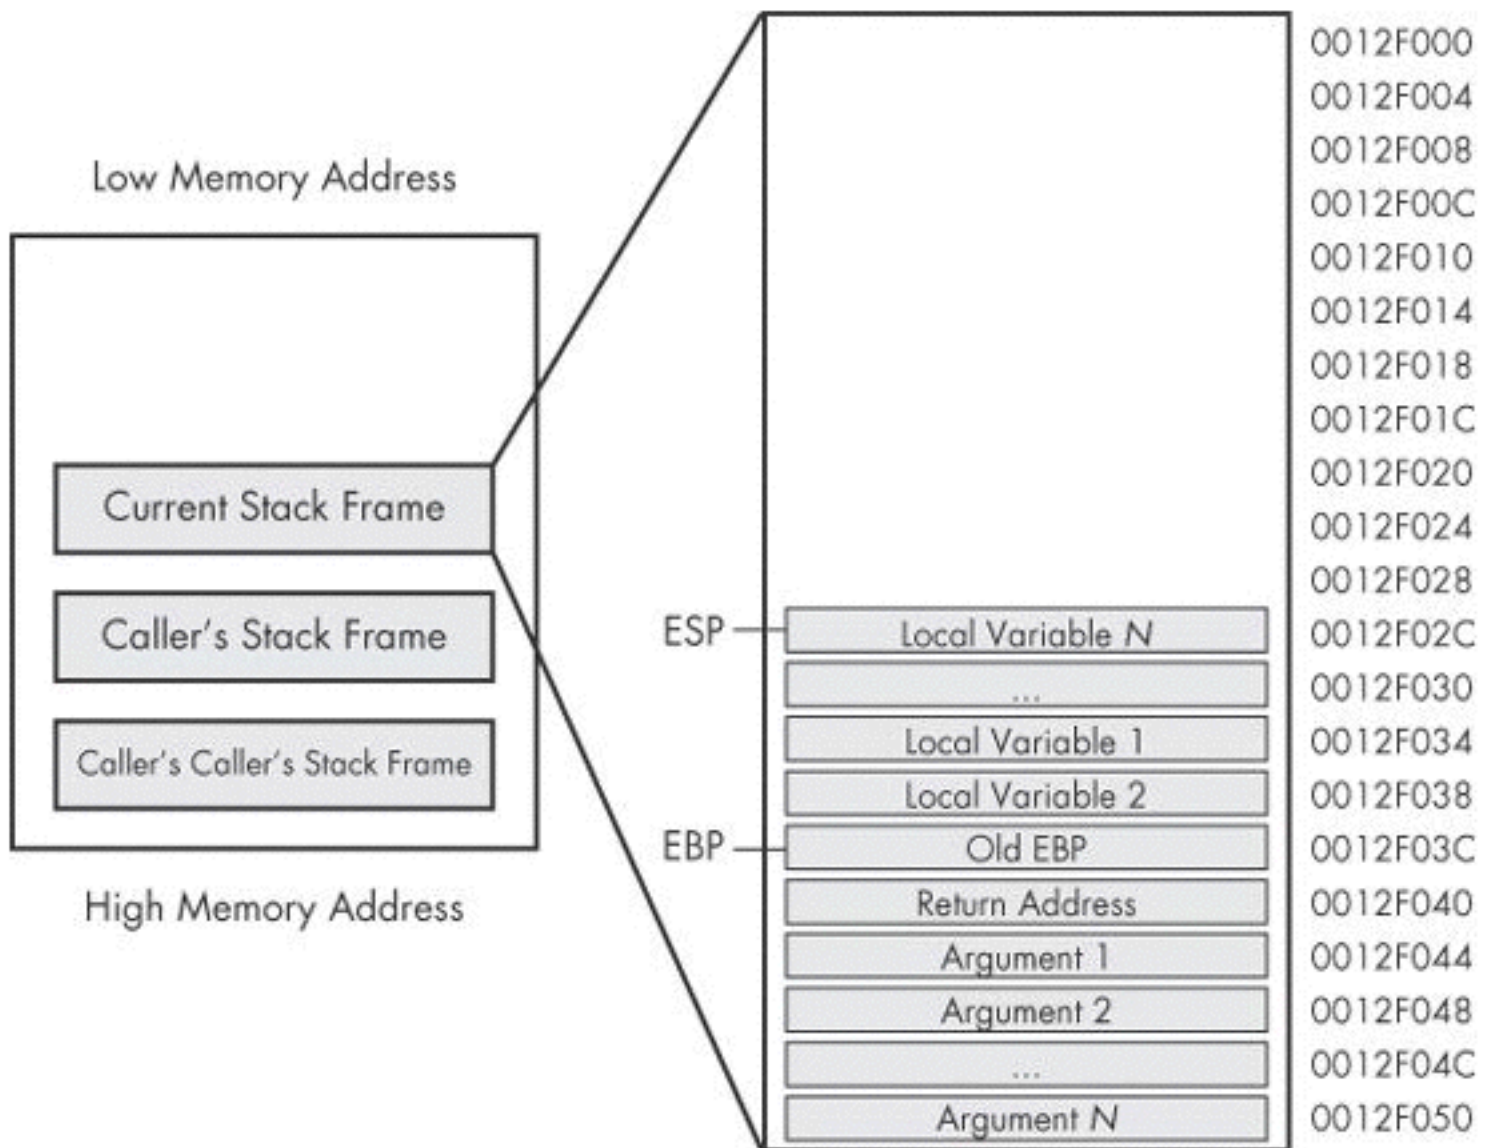 Low Memory Address
Current Stack Frame
Caller's Stack Frame
Caller's Caller's Stack Frame
High Memory Address
0012F000
0012F004
0012F008
0012F00C
0012F010
0012F014
0012F018
0012F01C
0012F020
0012F024
0012F028
ESP Local Variable N 0012F02C
... 0012F030
Local Variable 1 0012F034
Local Variable 2 0012F038
EBP Old EBP 0012F03C
Return Address 0012F040
Argument 1 0012F044
Argument 2 0012F048
... 0012F04C
Argument N 0012F050